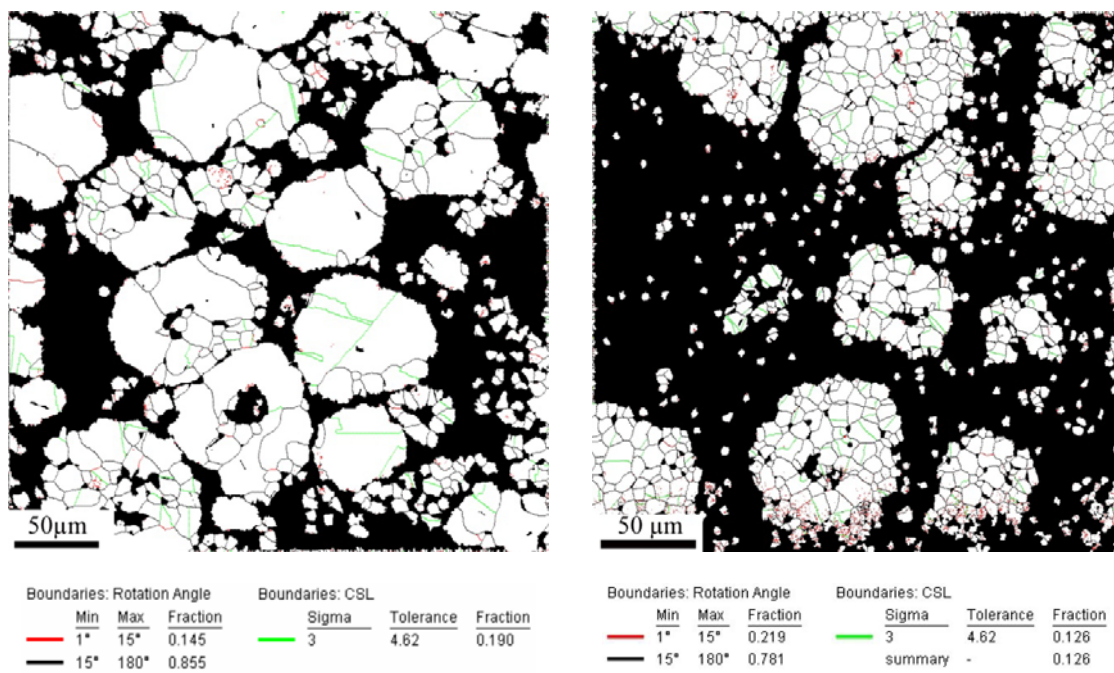 50µm
50 µm
Boundaries: Rotation Angle Boundaries: CSL
Min Max Fraction Sigma Tolerance Fraction
1° 15° 0.145 3 4.62 0.190
15° 180° 0.855
Boundaries: Rotation Angle Boundaries: CSL
Min Max Fraction Sigma Tolerance Fraction
1° 15° 0.219 3 4.62 0.126
15° 180° 0.781 summary - 0.126